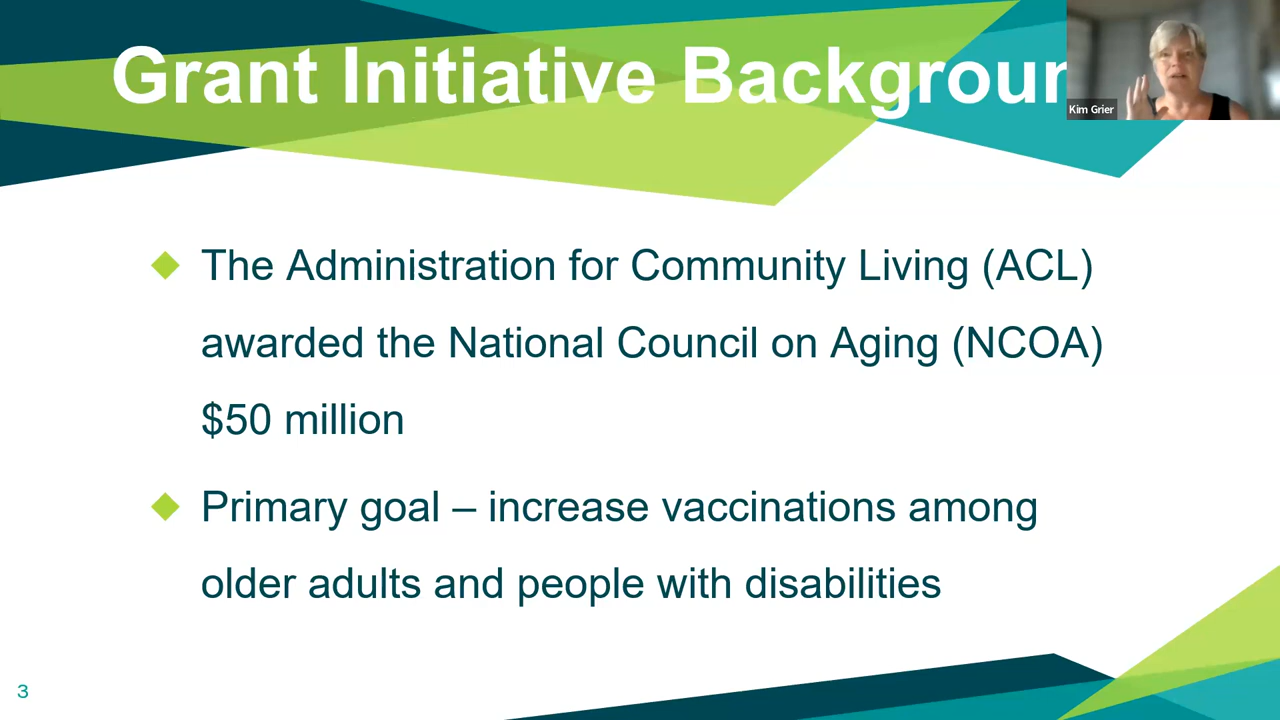 Grant Initiative Backgroun
Kim Grier
The Administration for Community Living (ACL)
awarded the National Council on Aging (NCOA)
$50 million
Primary goal – increase vaccinations among
older adults and people with disabilities
3